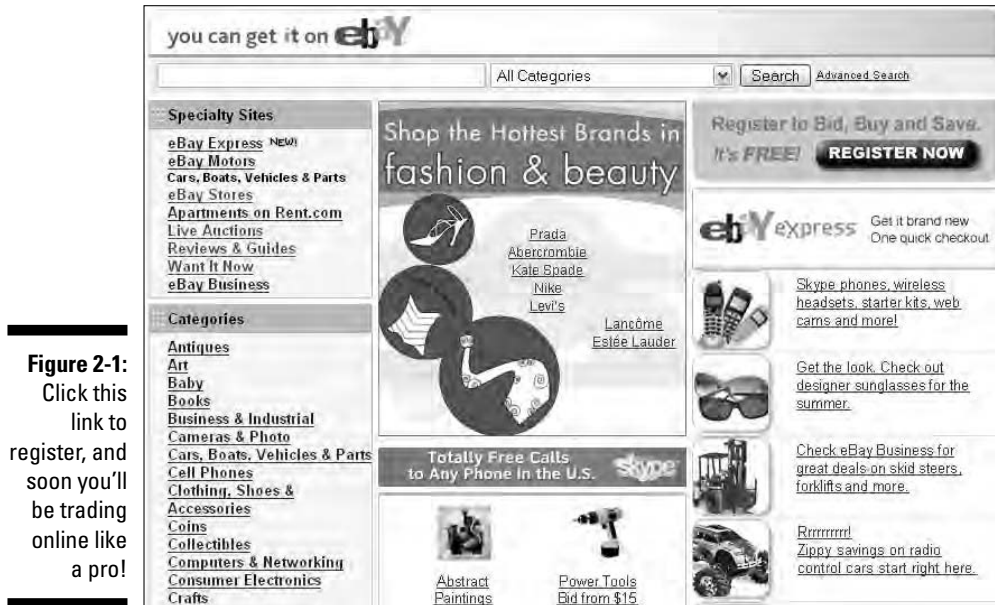 Figure 2-1:
Click this
link to
register, and
soon you'll
be trading
online like
a pro!
you can get it on ebY
All Categories
Search
Advanced Search
Specialty Sites
eBay Express NEW!
eBay Motors
Cars, Boats, Vehicles & Parts
eBay Stores
Apartments on Rent.com
Live Auctions
Reviews & Guides
Want It Now
eBay Business
Categories
Antiques
Art
Baby
Books
Business & Industrial
Cameras & Photo
Cars, Boats, Vehicles & Parts
Cell Phones
Clothing, Shoes &
Accessories
Coins
Collectibles
Computers & Networking
Consumer Electronics
Crafts
Shop the Hottest Brands in
fashion & beauty
Prada
Abercrombie
Kate Spade
Nike
Levi's
Lancôme
Estée Lauder
Totally Free Calls
to Any Phone in the U.S.
skype
Abstract
Paintings
Power Tools
Bid from $15
Register to Bid, Buy and Save.
It's FREE!
REGISTER NOW
ebaY express
Get it brand new
One quick checkout
Skype phones, wireless
headsets, starter kits, web
cams and more!
Get the look. Check out
designer sunglasses for the
summer.
Check eBay Business for
great deals on skid steers,
forklifts and more.
Rrrrrrrrr!
Zippy savings on radio
control cars start right here.